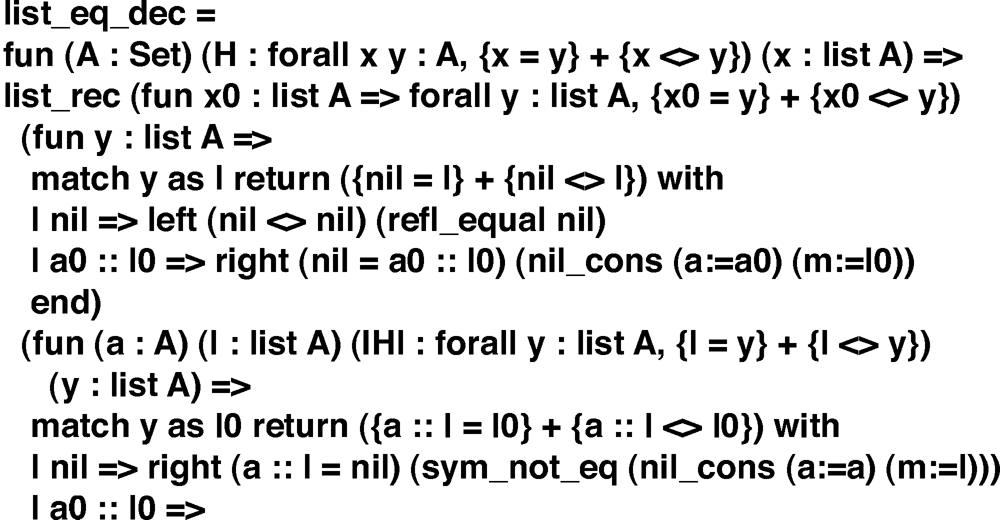 list_eq_dec =
fun (A : Set) (H : forall x y : A, {x = y} + {x <> y}) (x : list A) =>
list_rec (fun x0 : list A => forall y : list A, {x0 = y} + {x0 <> y})
(fun y : list A =>
match y as l return ({nil = l} + {nil <> l}) with
| nil => left (nil <> nil) (refl_equal nil)
| a0 :: l0 => right (nil = a0 :: l0) (nil_cons (a:=a0) (m:=l0))
end)
(fun (a : A) (l : list A) (IHl : forall y : list A, {l = y} + {l <> y})
(y : list A) =>
match y as l0 return ({a :: l = l0} + {a :: l <> l0}) with
| nil => right (a :: l = nil) (sym_not_eq (nil_cons (a:=a) (m:=l)))
| a0 :: l0 =>